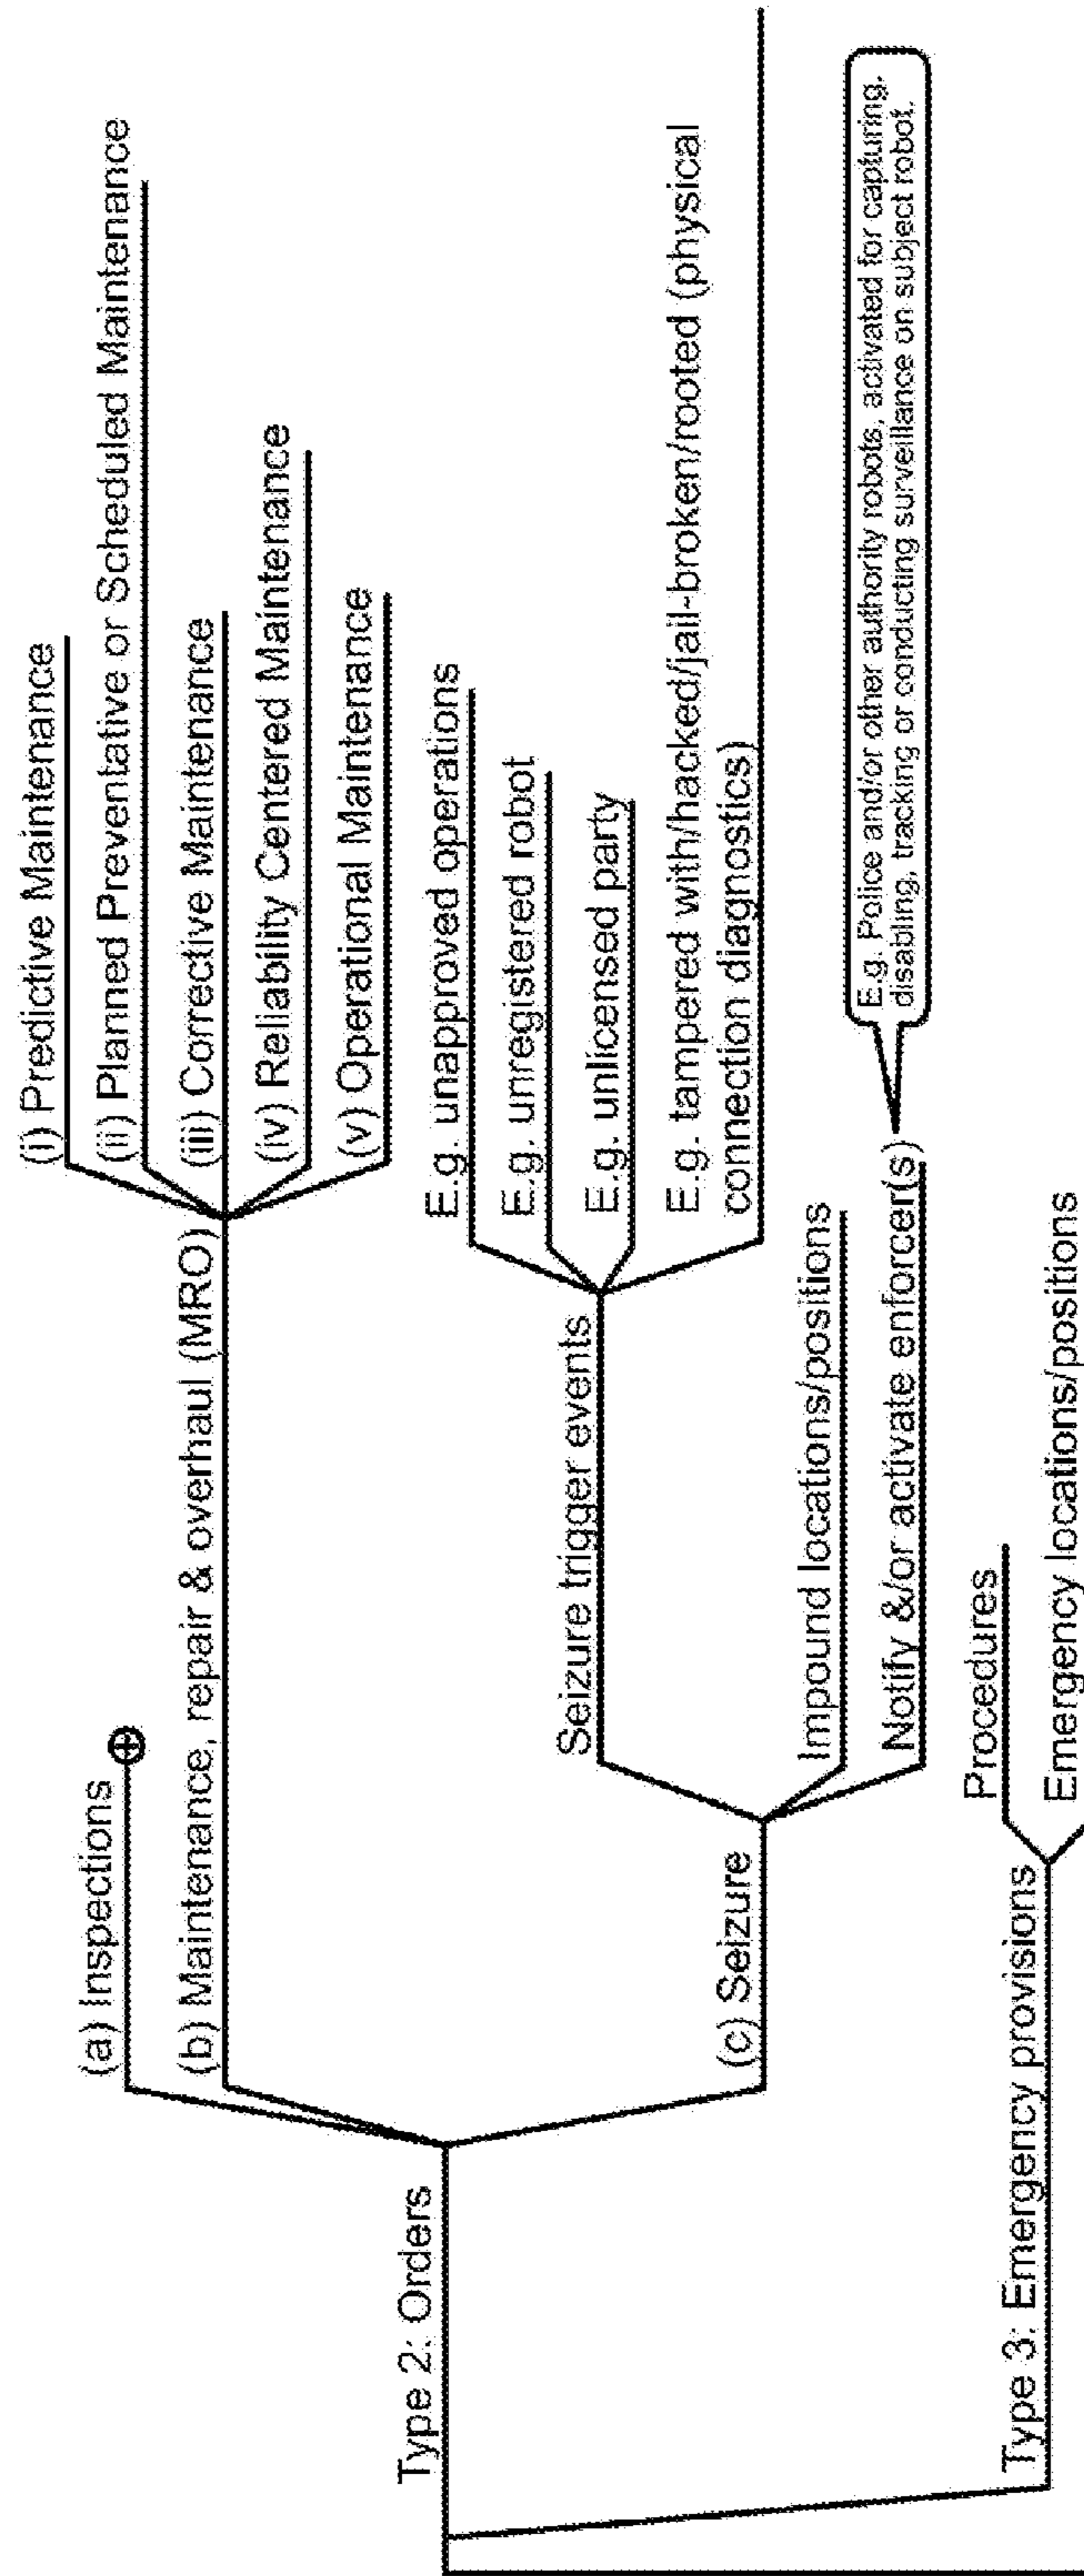 (i) Predictive Maintenance
(ii) Planned Preventative or Scheduled Maintenance
(a) Inspections
(b) Maintenance, repair & overhaul (MRO)
(iii) Corrective Maintenance
(iv) Reliability Centered Maintenance
(v) Operational Maintenance
Type 2: Orders
E.g. unapproved operations
E.g. unregistered robot
Seizure trigger events
E.g. unlicensed party
E.g. tampered with/hacked/jail-broken/rooted (physical
connection diagnostics)
(c) Seizure
Impound locations/positions
Notify &/or activate enforcer(s)
E.g. Police and/or other authority robots, activated for capturing,
disabling, tracking or conducting surveillance on subject robot.
Procedures
Type 3: Emergency provisions
Emergency locations/positions